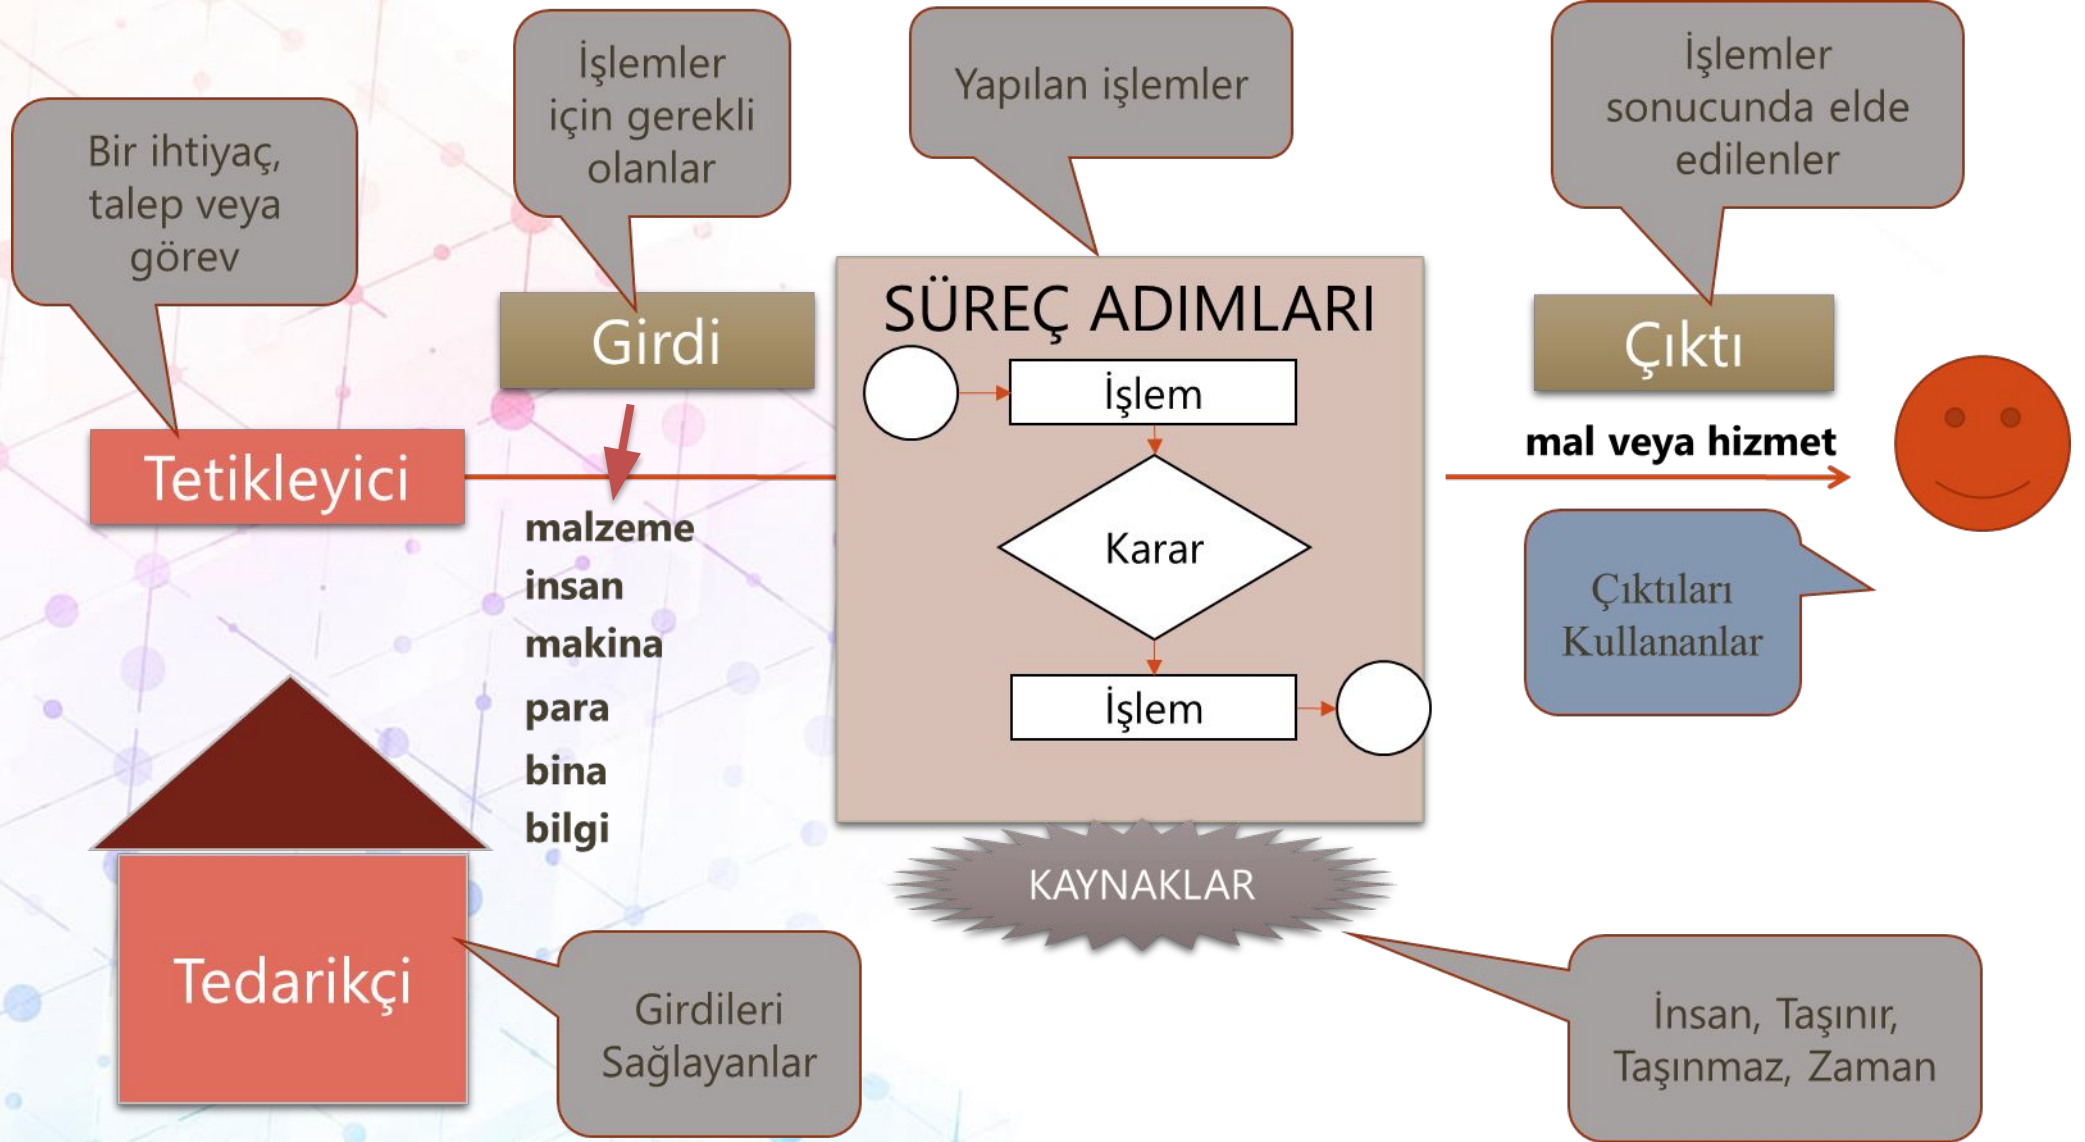 Bir ihtiyaç,
talep veya
görev
İşlemler
için gerekli
olanlar
Yapılan işlemler
İşlemler
sonucunda elde
edilenler
Tetikleyici
Girdi
malzeme
insan
makina
para
bina
bilgi
SÜREÇ ADIMLARI
İşlem
Karar
İşlem
Çıktı
mal veya hizmet
Çıktıları
Kullananlar
KAYNAKLAR
Tedarikçi
Girdileri
Sağlayanlar
İnsan, Taşınır,
Taşınmaz, Zaman